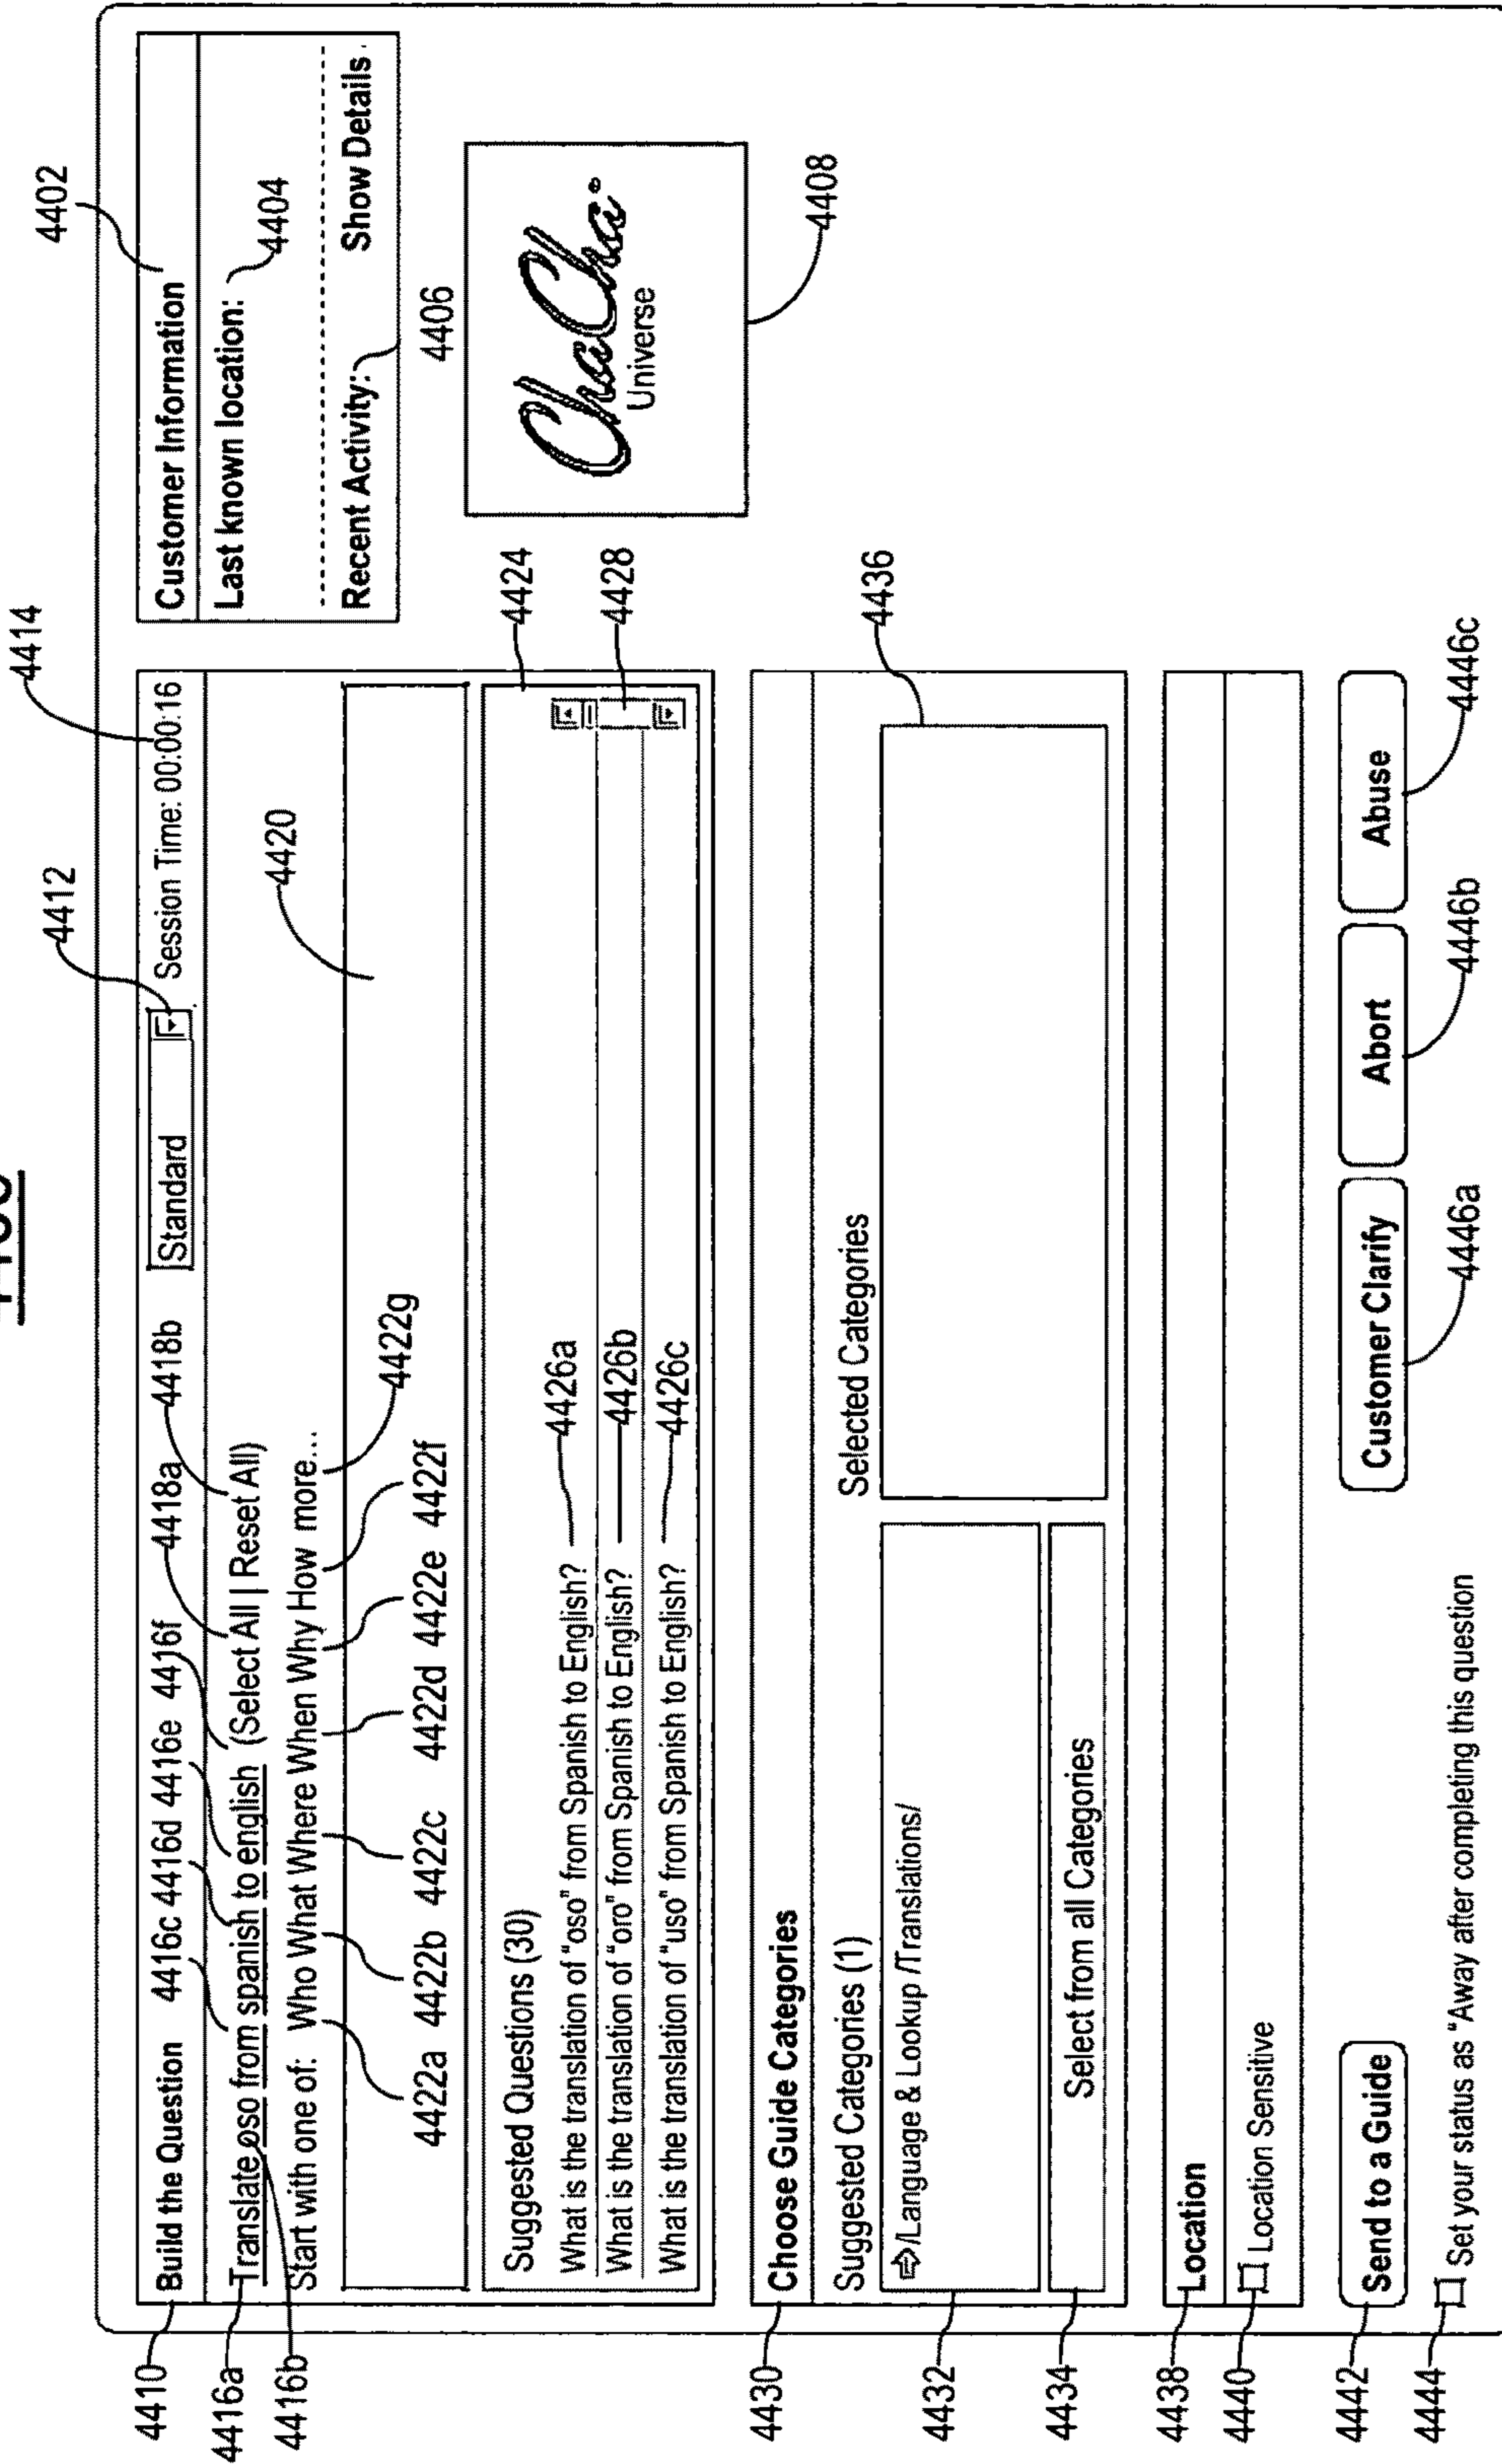 4402
4414
4412
Customer Information
Last known location: 4404
Recent Activity: Show Details
4406
ChaCha
Universe
4408
4410 Build the Question 4416c 4416d 4416e 4416f 4418a 4418b Standard Session Time: 00:00:16
4416a Translate oso from spanish to english (Select All | Reset All)
4416b Start with one of: Who What Where When Why How more...
4420
4422a 4422b 4422c 4422d 4422e 4422f 4422g
4424
Suggested Questions (30)
What is the translation of "oso" from Spanish to English? 4426a
What is the translation of "oro" from Spanish to English? 4426b 4428
What is the translation of "uso" from Spanish to English? 4426c
4430 Choose Guide Categories
Suggested Categories (1) Selected Categories
4436
4432 /Language & Lookup /Translations/
4434 Select from all Categories
4438 Location
4440 Location Sensitive
4442 Send to a Guide Customer Clarify Abort Abuse
4446a 4446b 4446c
4444 Set your status as "Away after completing this question